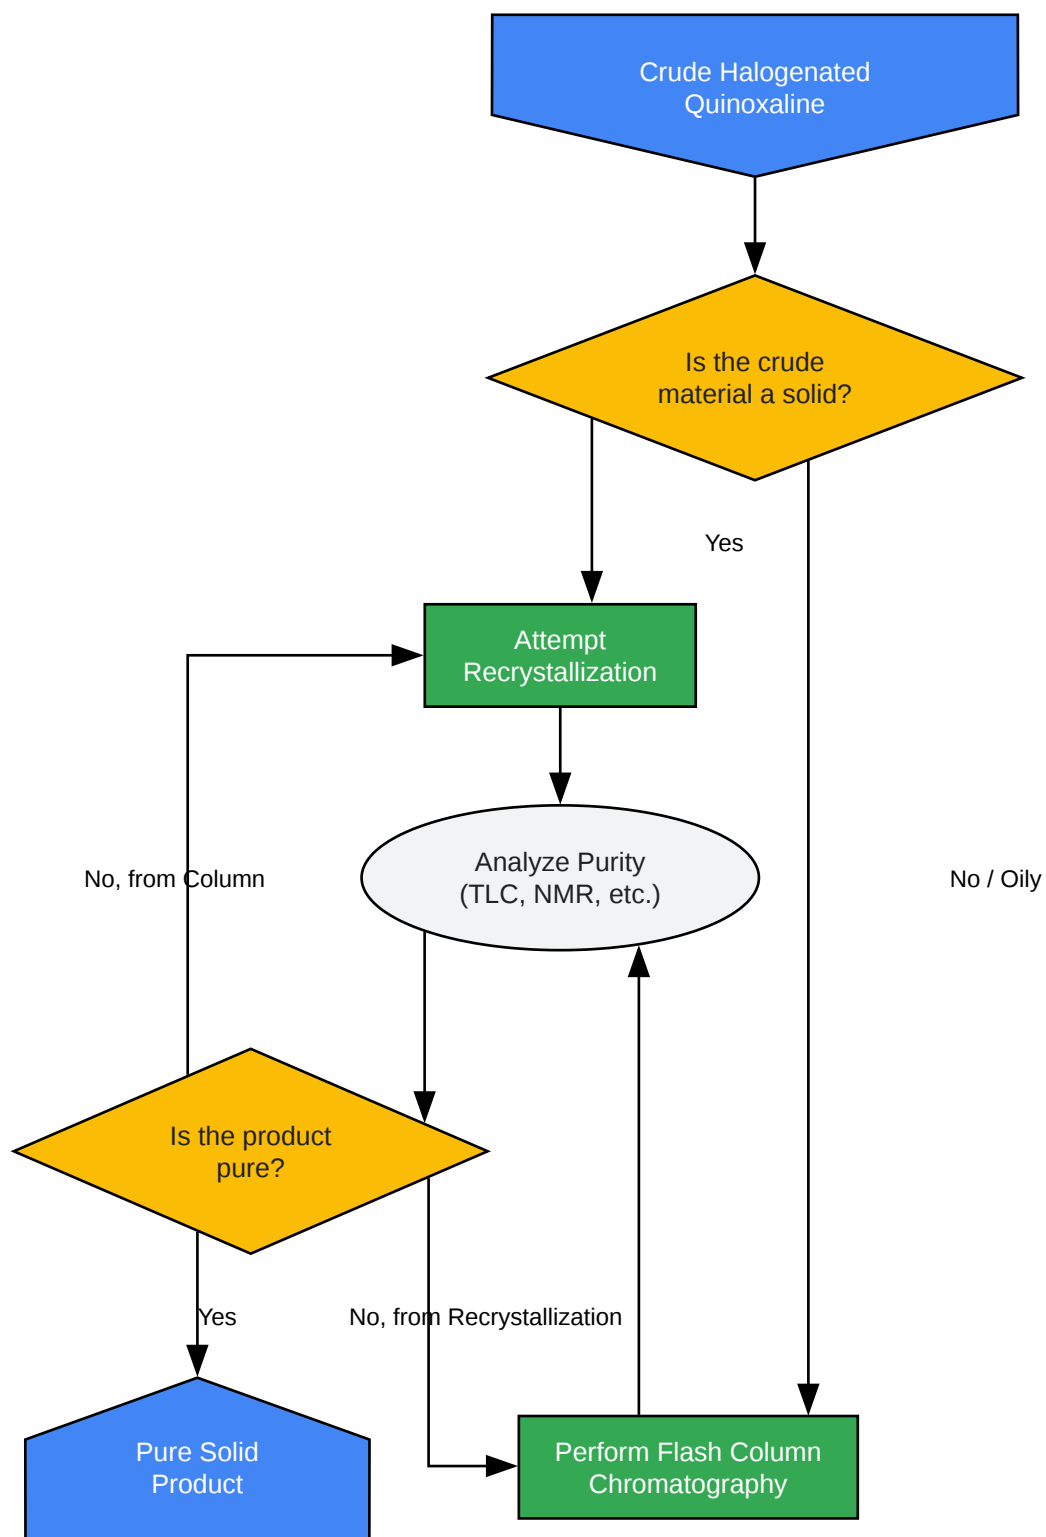 Crude Halogenated
Quinoxaline
Is the crude
material a solid?
Yes
Attempt
Recrystallization
No, from Column
Analyze Purity
(TLC, NMR, etc.)
No / Oily
Is the product
pure?
Yes
No, from Recrystallization
Pure Solid
Product
Perform Flash Column
Chromatography